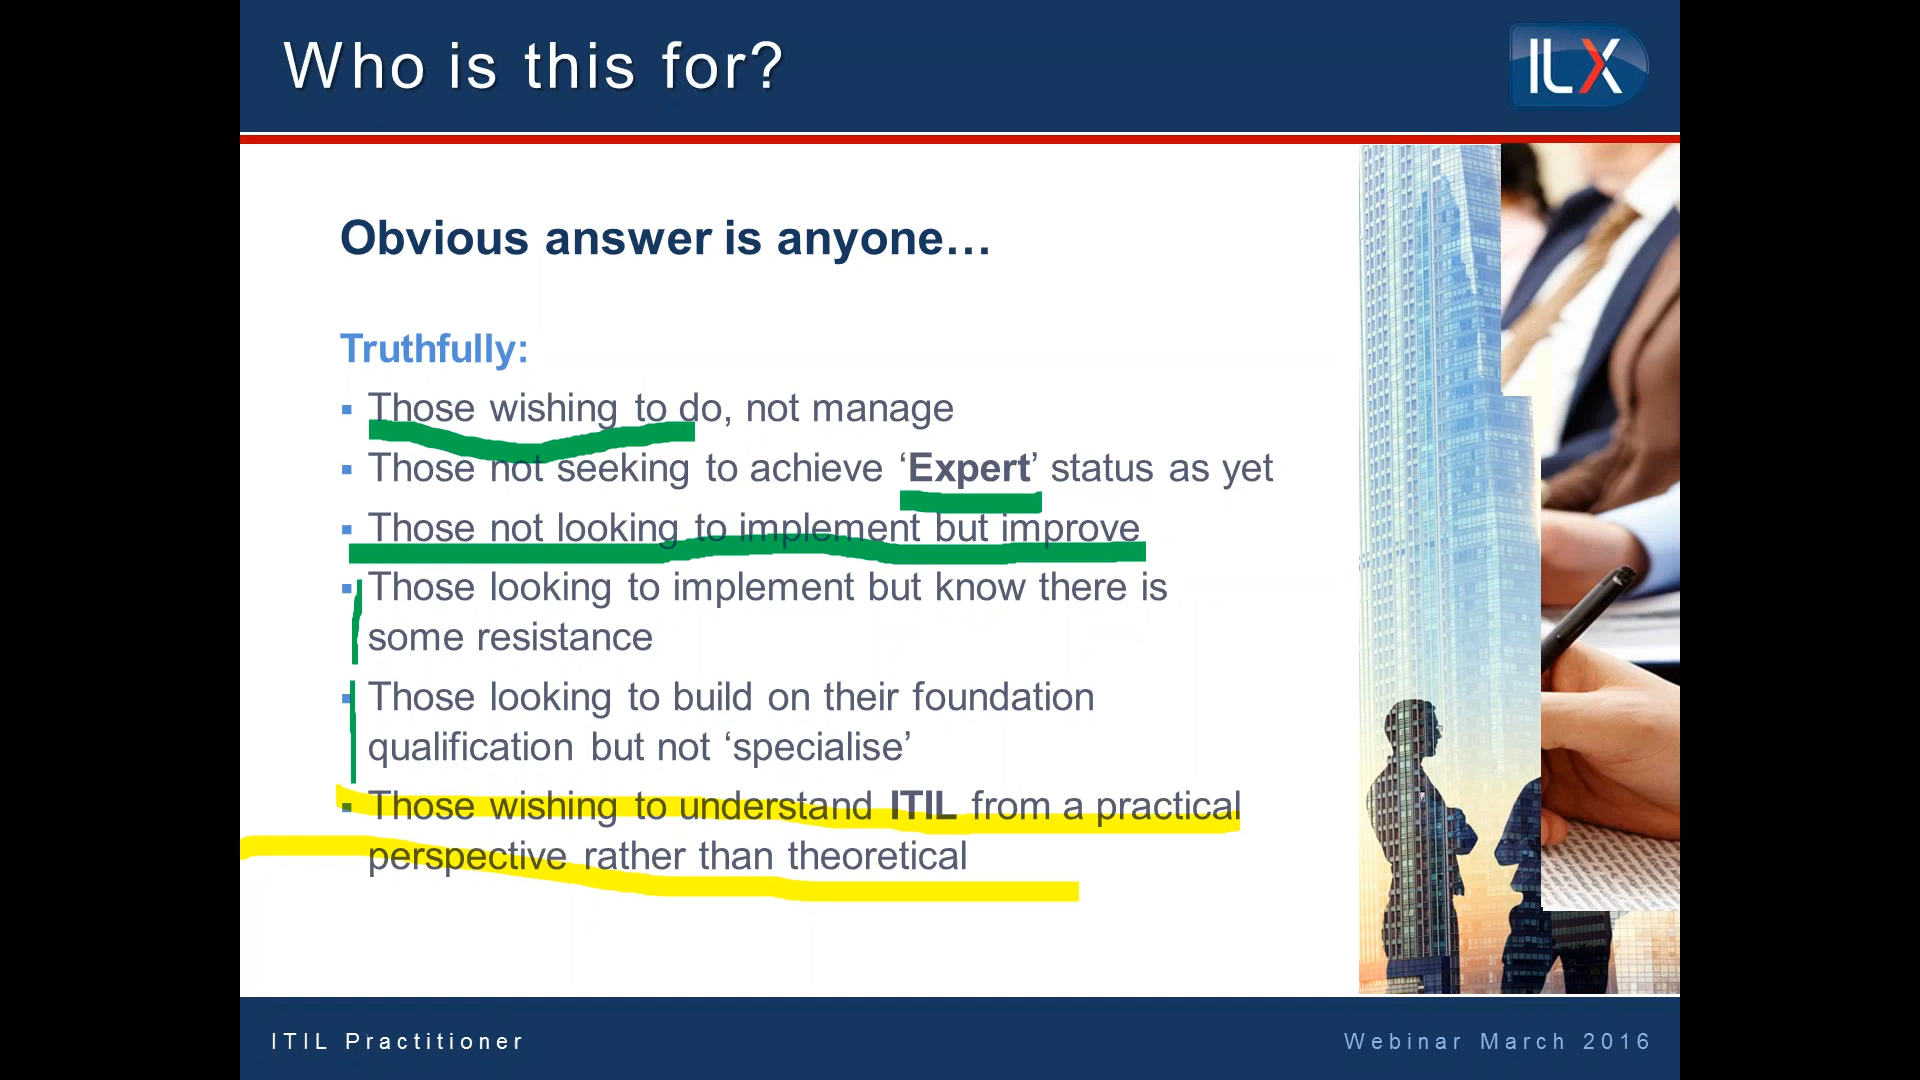 Who is this for?
ILX
Obvious answer is anyone…
Truthfully:
▪ Those wishing to do, not manage
▪ Those not seeking to achieve ‘Expert’ status as yet
▪ Those not looking to implement but improve
▪ Those looking to implement but know there is
some resistance
▪ Those looking to build on their foundation
qualification but not ‘specialise’
▪ Those wishing to understand ITIL from a practical
perspective rather than theoretical
ITIL Practitioner
Webinar March 2016